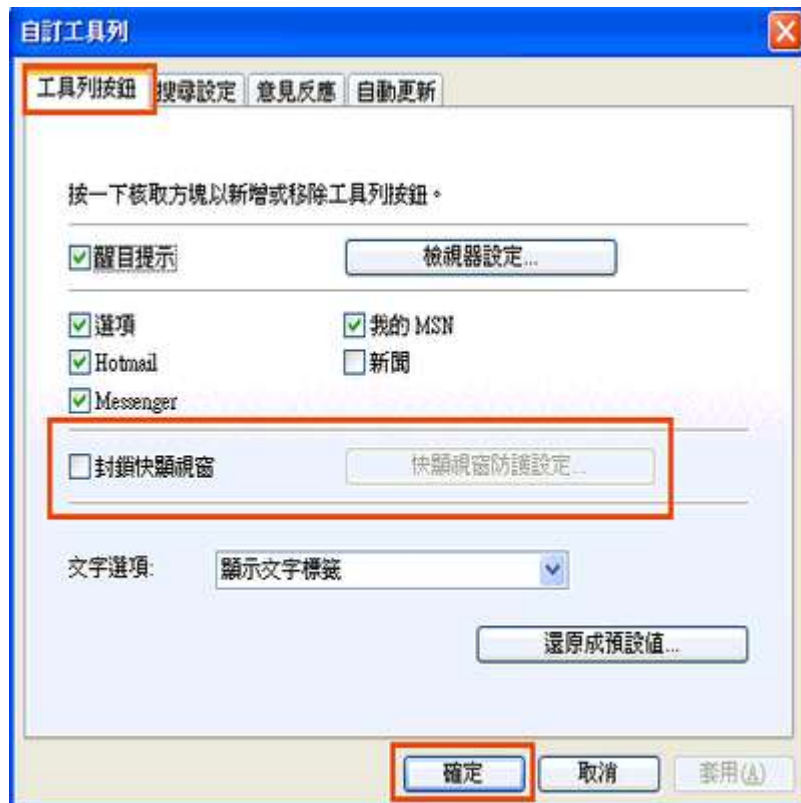 自訂工具列
工具列按鈕 搜尋設定 意見反應 自動更新
按一下核取方塊以新增或移除工具列按鈕。
醒目提示 檢視器設定...
選項 我的 MSN
Hotmail 新聞
Messenger
封鎖快顯視窗 快顯視窗防護設定...
文字選項: 顯示文字標籤
還原成預設值...
確定 取消 套用(A)